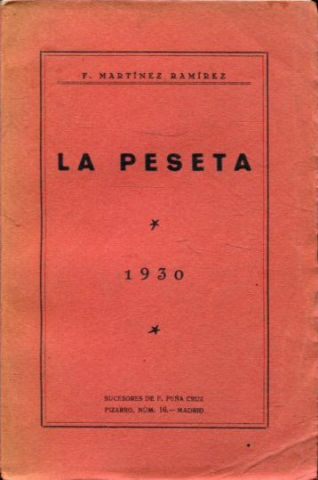 F. MARTÍNEZ RAMÍREZ
LA PESETA
1930
SUCESORES DE F. PEÑA CRUZ
PIZARRO, NÚM. 16.—MADRID